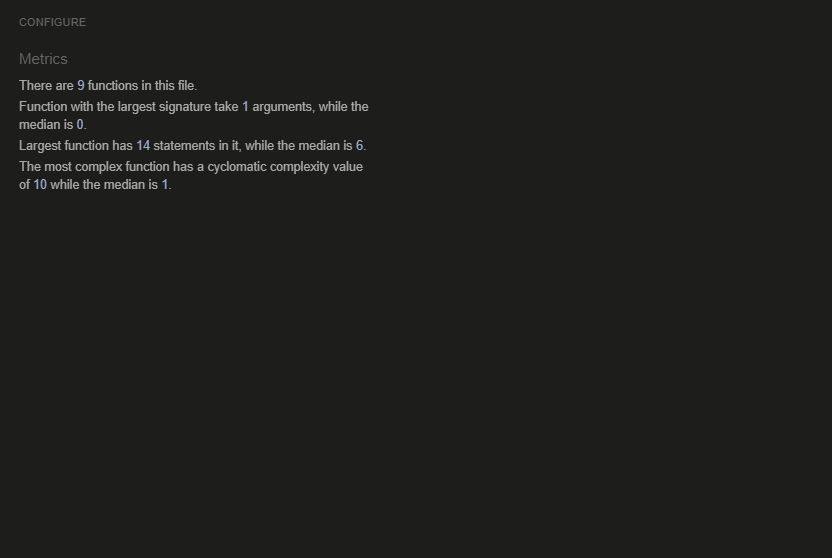 CONFIGURE
Metrics
There are 9 functions in this file.
Function with the largest signature take 1 arguments, while the
median is 0.
Largest function has 14 statements in it, while the median is 6.
The most complex function has a cyclomatic complexity value
of 10 while the median is 1.